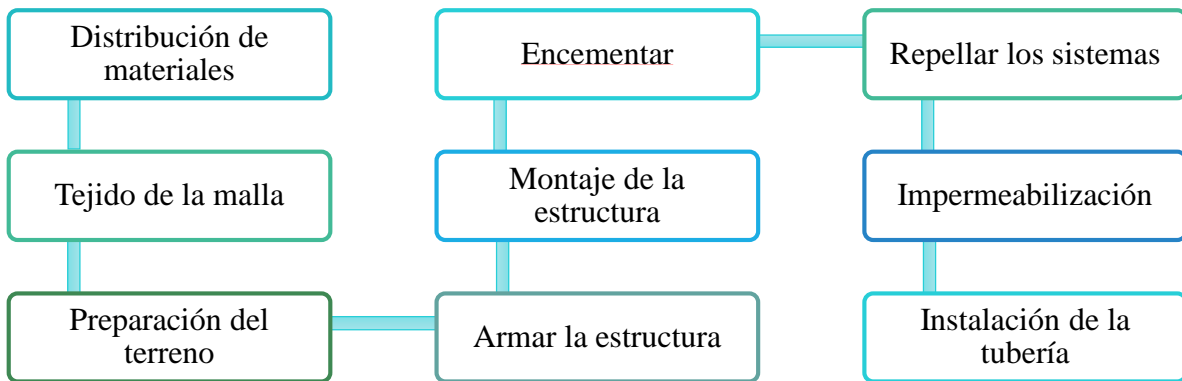 Distribución de
materiales
Tejido de la malla
Preparación del
terreno
Armar la estructura
Montaje de la
estructura
Encementar
Repellar los sistemas
Impermeabilización
Instalación de la
tubería